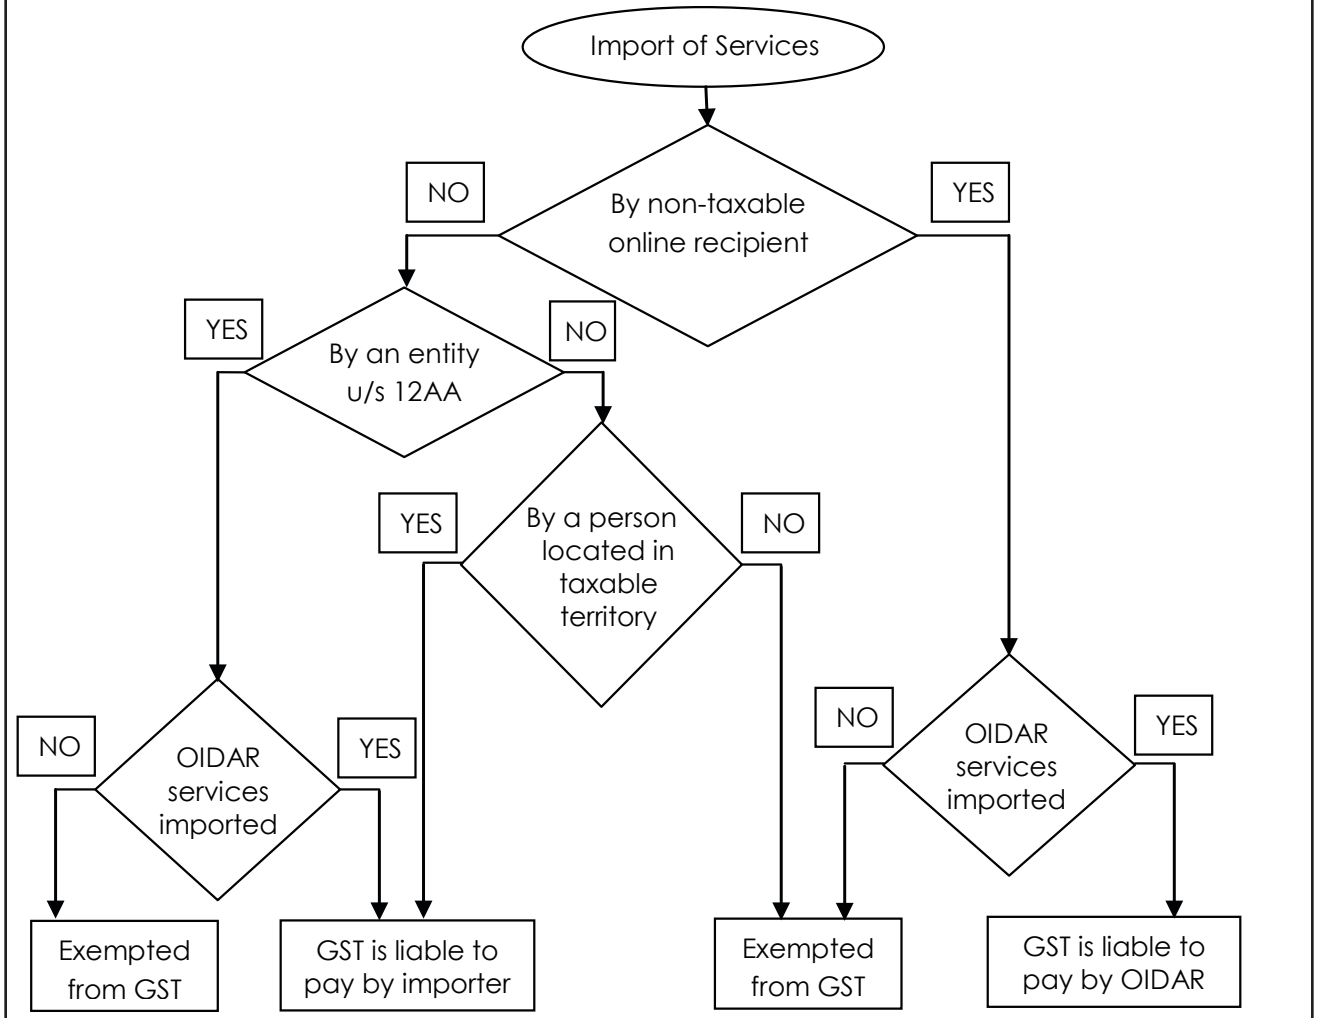 Import of Services
NO
By non-taxable
online recipient
YES
YES
By an entity
u/s 12AA
NO
YES
By a person
located in
taxable
territory
NO
NO
OIDAR
services
imported
YES
NO
OIDAR
services
imported
YES
Exempted
from GST
GST is liable to
pay by importer
Exempted
from GST
GST is liable to
pay by OIDAR